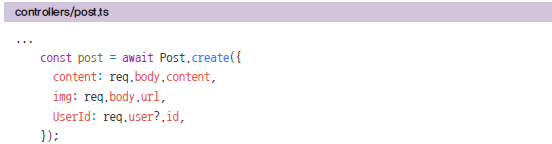 controllers/post.ts
...
const post = await Post.create({
content: req.body.content,
img: req.body.url,
UserId: req.user?.id,
});